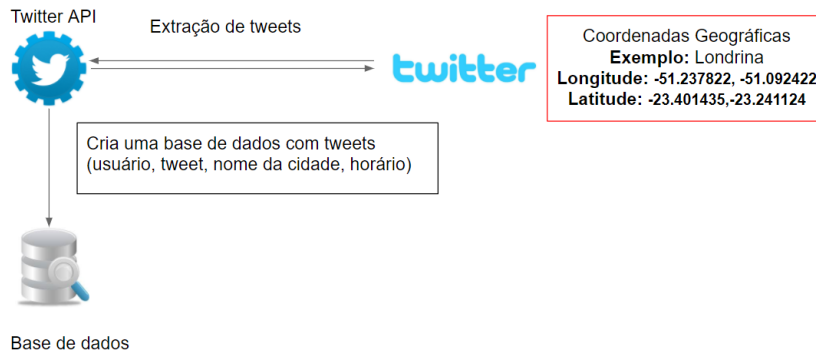 Twitter API
Extração de tweets
twitter
Coordenadas Geográficas
Exemplo: Londrina
Longitude: -51.237822, -51.092422
Latitude: -23.401435,-23.241124
Cria uma base de dados com tweets
(usuário, tweet, nome da cidade, horário)
Base de dados